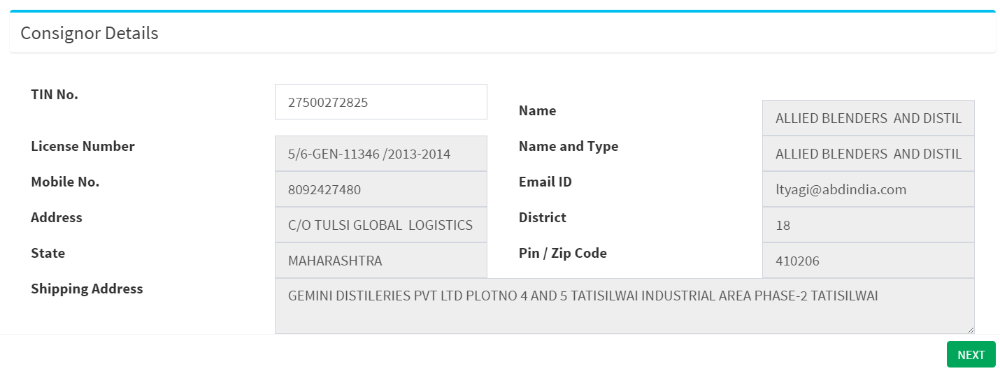 Consignor Details
TIN No. 27500272825
Name ALLIED BLENDERS  AND DISTIL
License Number 5/6-GEN-11346 /2013-2014 Name and Type ALLIED BLENDERS  AND DISTIL
Mobile No. 8092427480 Email ID ltyagi@abdindia.com
Address C/O TULSI GLOBAL  LOGISTICS District 18
State MAHARASHTRA Pin / Zip Code 410206
Shipping Address GEMINI DISTILERIES PVT LTD PLOTNO 4 AND 5 TATISILWAI INDUSTRIAL AREA PHASE-2 TATISILWAI
NEXT